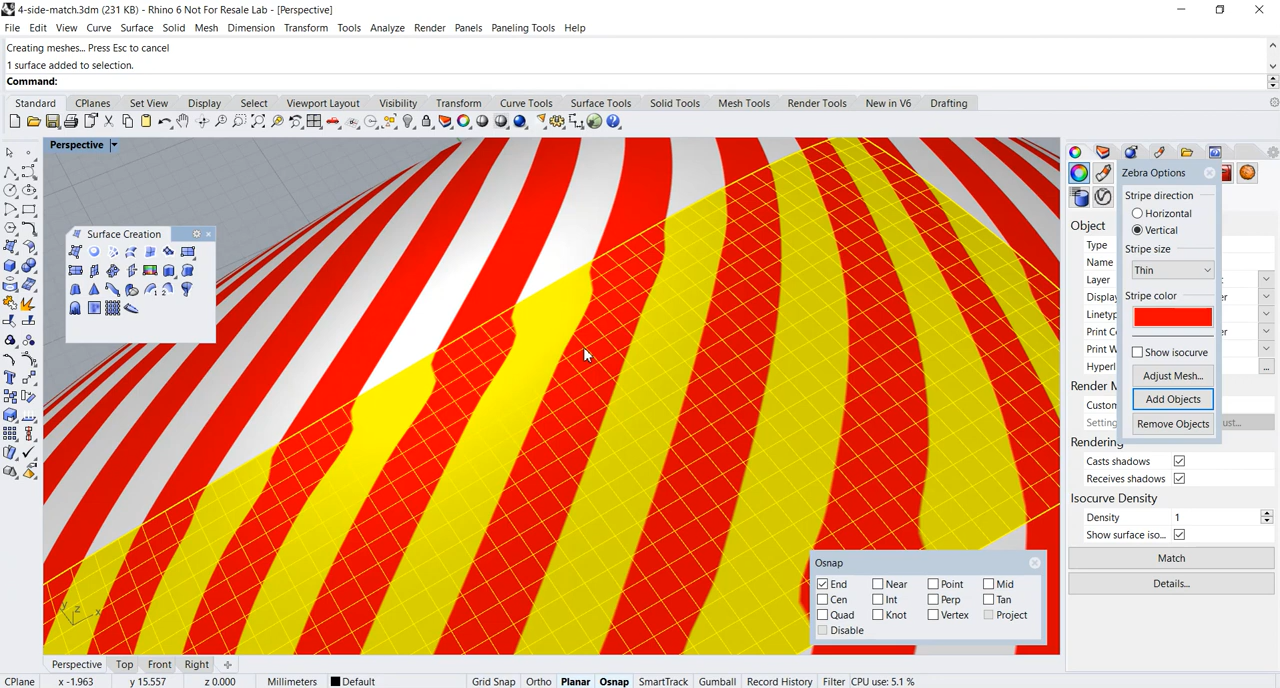 4-side-match.3dm (231 KB) - Rhino 6 Not For Resale Lab - [Perspective]
File Edit View Curve Surface Solid Mesh Dimension Transform Tools Analyze Render Panels Paneling Tools Help
Creating meshes... Press Esc to cancel
1 surface added to selection.
Command:
Standard CPlanes Set View Display Select Viewport Layout Visibility Transform Curve Tools Surface Tools Solid Tools Mesh Tools Render Tools New in V6 Drafting
Perspective
Surface Creation
1 2
y z x
Zebra Options
Stripe direction
Horizontal
Vertical
Stripe size
Thin
Stripe color
Show isocurve
Adjust Mesh...
Add Objects
Remove Objects
Object
Type
Name
Layer
Display
Linetyp
Print C
Print W
Hyperl
...
Render M
Custom
Setting
ust...
Rendering
Casts shadows
Receives shadows
Isocurve Density
Density 1
Show surface iso...
Match
Details...
Osnap
End Near Point Mid
Cen Int Perp Tan
Quad Knot Vertex Project
Disable
Perspective Top Front Right
CPlane x -1.963 y 15.557 z 0.000 Millimeters Default Grid Snap Ortho Planar Osnap SmartTrack Gumball Record History Filter CPU use: 5.1 %